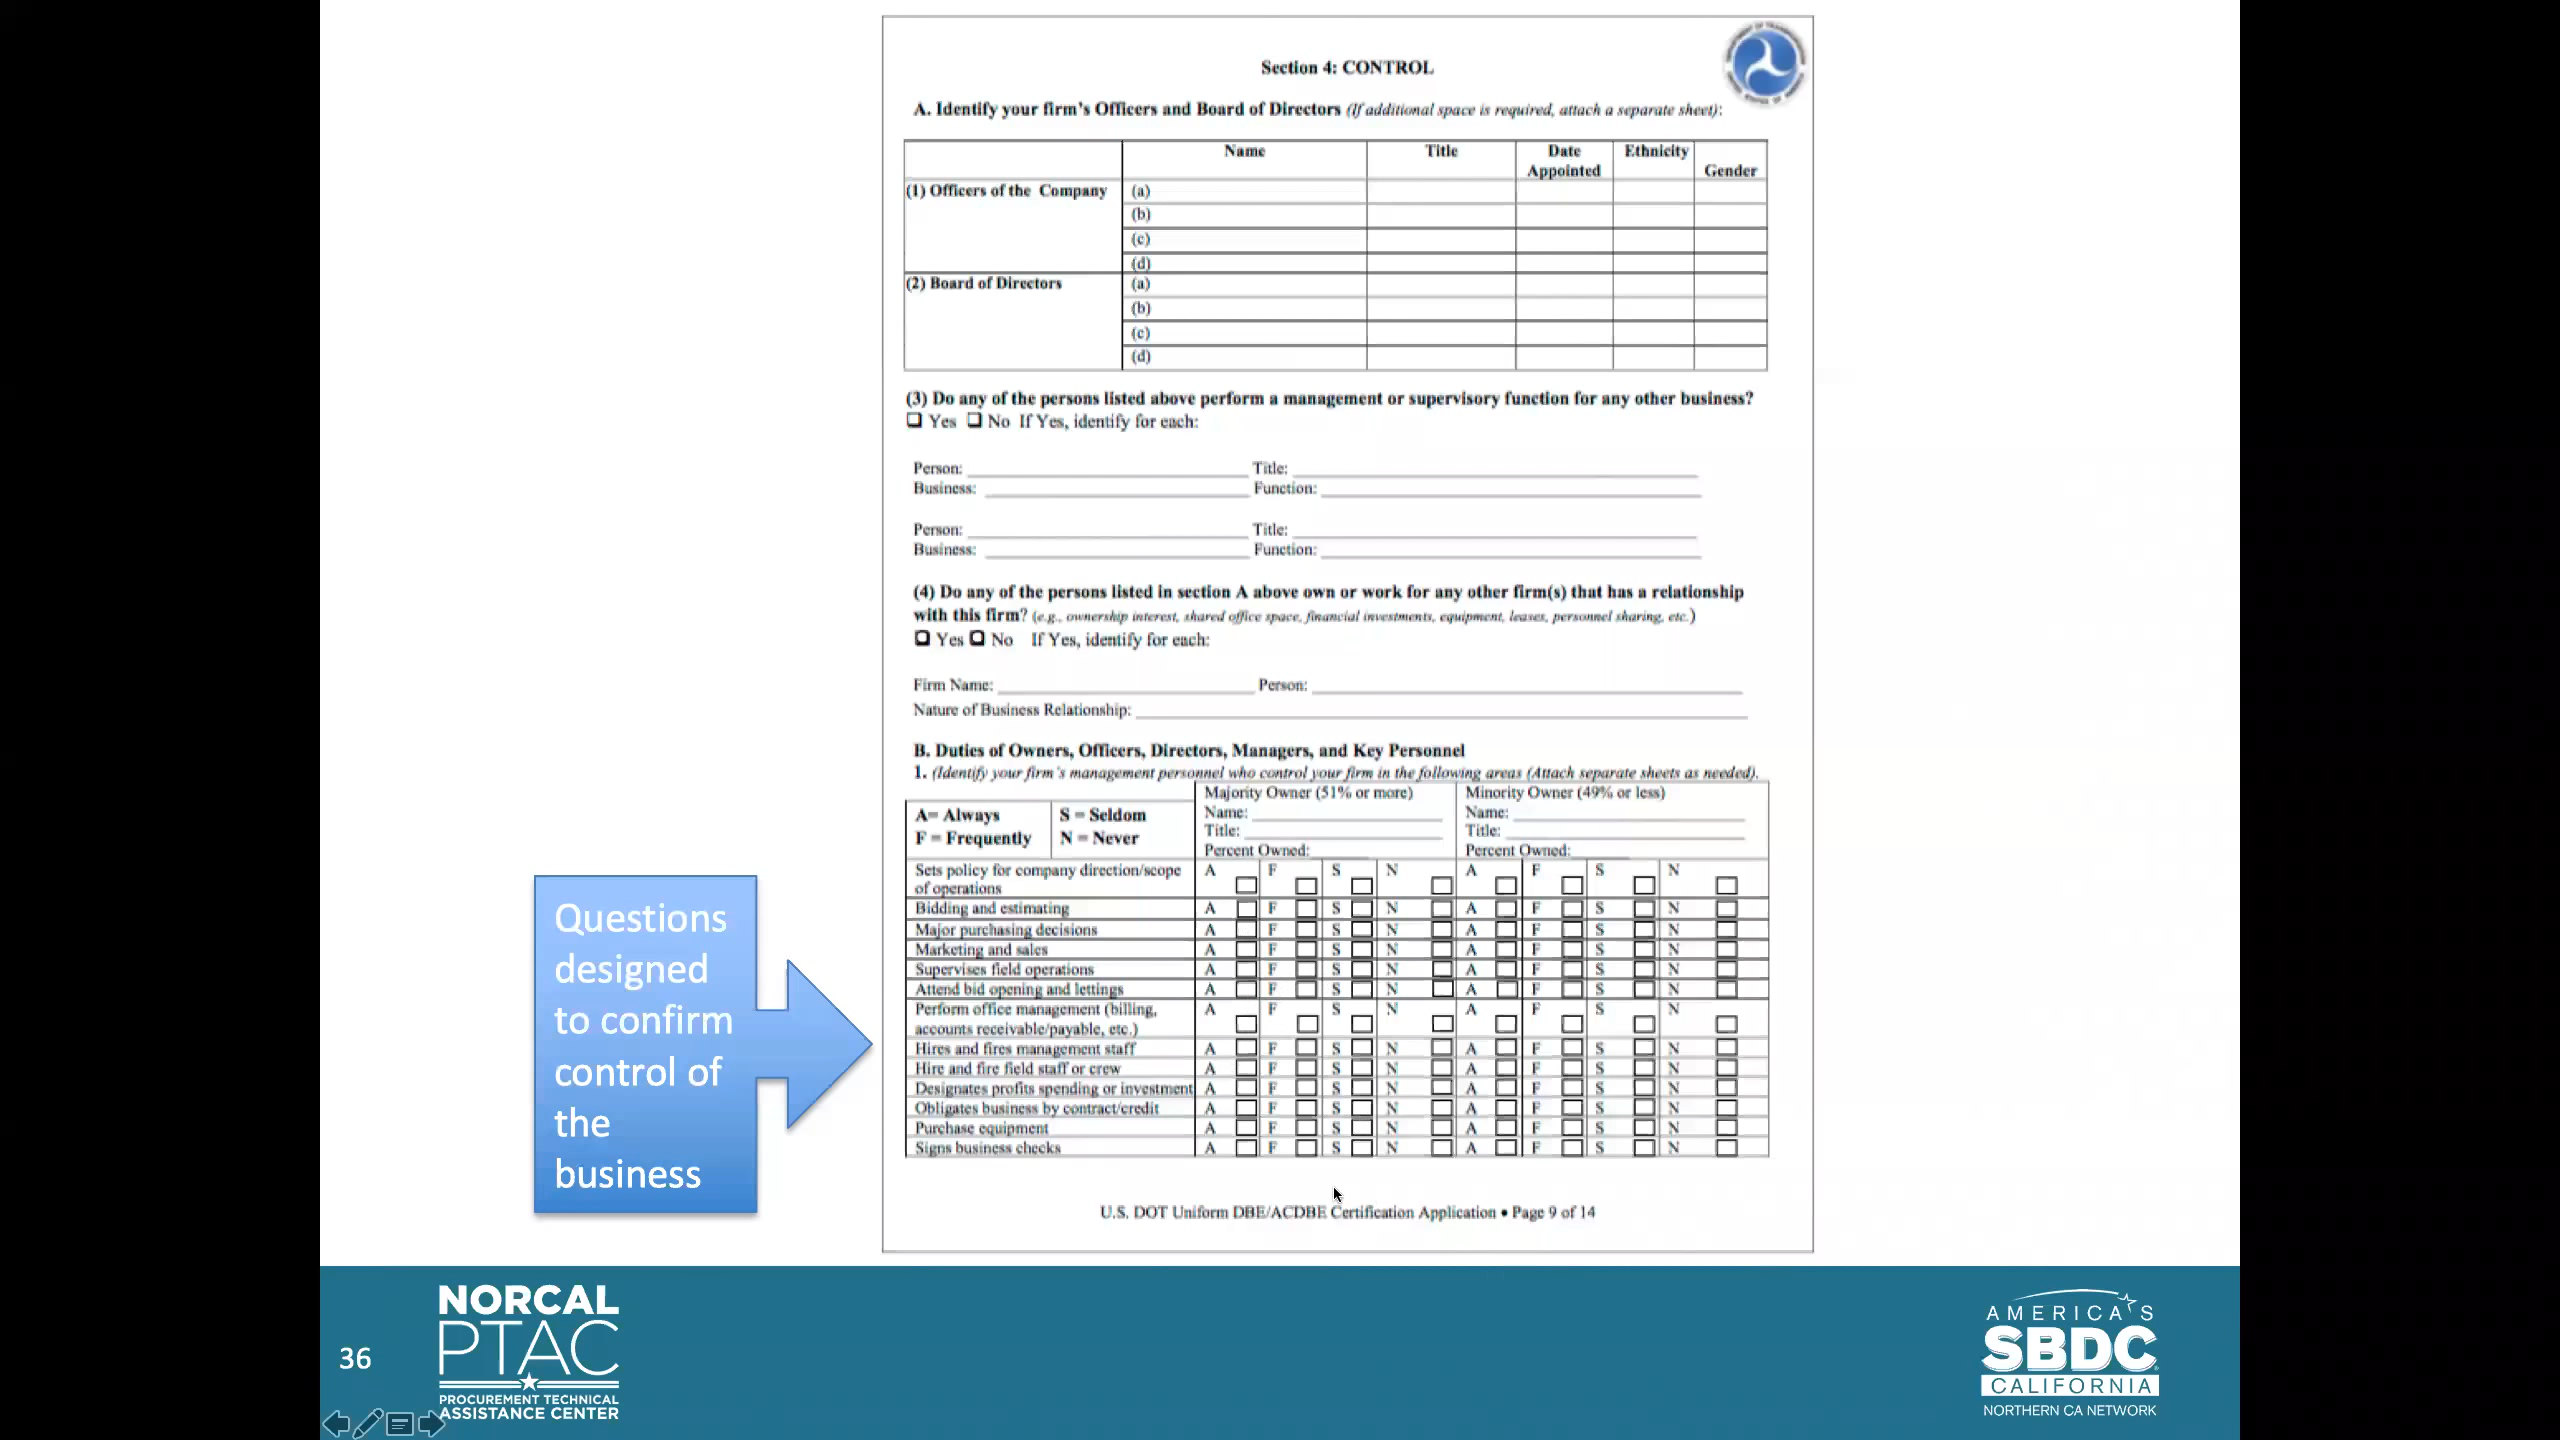 Section 4: CONTROL
A. Identify your firm's Officers and Board of Directors (If additional space is required, attach a separate sheet):
Name Title Date Appointed Ethnicity Gender
(1) Officers of the Company (a)
(b)
(c)
(d)
(2) Board of Directors (a)
(b)
(c)
(d)
(3) Do any of the persons listed above perform a management or supervisory function for any other business?
Yes No If Yes, identify for each:
Person: Title:
Business: Function:
Person: Title:
Business: Function:
(4) Do any of the persons listed in section A above own or work for any other firm(s) that has a relationship
with this firm? (e.g., ownership interest, shared office space, financial investments, equipment, leases, personnel sharing, etc.)
Yes No If Yes, identify for each:
Firm Name: Person:
Nature of Business Relationship:
B. Duties of Owners, Officers, Directors, Managers, and Key Personnel
1. (Identify your firm's management personnel who control your firm in the following areas (Attach separate sheets as needed).
Majority Owner (51% or more) Minority Owner (49% or less)
A= Always S = Seldom Name: Name:
F = Frequently N = Never Title: Title:
Percent Owned: Percent Owned:
Sets policy for company direction/scope A F S N A F S N
of operations
Bidding and estimating A F S N A F S N
Major purchasing decisions A F S N A F S N
Marketing and sales A F S N A F S N
Supervises field operations A F S N A F S N
Attend bid opening and lettings A F S N A F S N
Perform office management (billing, A F S N A F S N
accounts receivable/payable, etc.)
Hires and fires management staff A F S N A F S N
Hire and fire field staff or crew A F S N A F S N
Designates profits spending or investment A F S N A F S N
Obligates business by contract/credit A F S N A F S N
Purchase equipment A F S N A F S N
Signs business checks A F S N A F S N
U.S. DOT Uniform DBE/ACDBE Certification Application • Page 9 of 14
Questions
designed
to confirm
control of
the
business
36
NORCAL
PTAC
PROCUREMENT TECHNICAL
ASSISTANCE CENTER
AMERICA'S
SBDC
CALIFORNIA
NORTHERN CA NETWORK